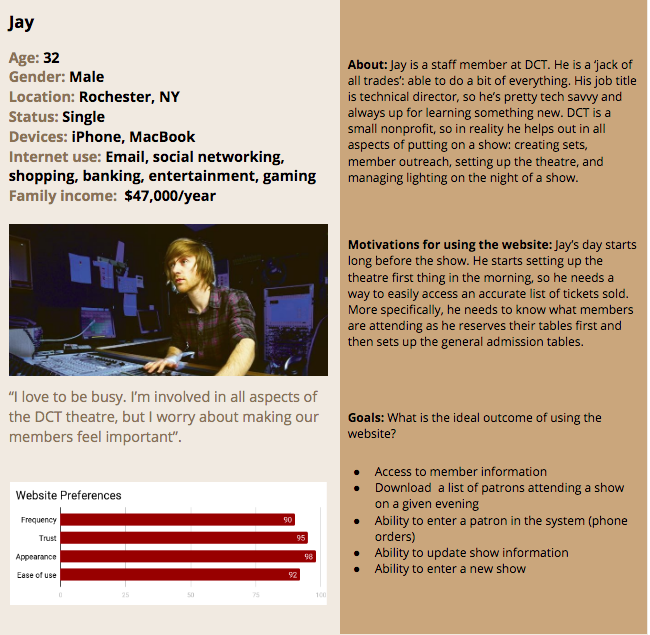 Jay
Age: 32
Gender: Male
Location: Rochester, NY
Status: Single
Devices: iPhone, MacBook
Internet use: Email, social networking,
shopping, banking, entertainment, gaming
Family income:  $47,000/year
“I love to be busy. I’m involved in all aspects of
the DCT theatre, but I worry about making our
members feel important”.
Website Preferences
Frequency 90
Trust 95
Appearance 98
Ease of use 92
0 25 50 75 100
About: Jay is a staff member at DCT. He is a ‘jack of
all trades’: able to do a bit of everything. His job title
is technical director, so he’s pretty tech savvy and
always up for learning something new. DCT is a
small nonprofit, so in reality he helps out in all
aspects of putting on a show: creating sets,
member outreach, setting up the theatre, and
managing lighting on the night of a show.
Motivations for using the website: Jay’s day starts
long before the show. He starts setting up the
theatre first thing in the morning, so he needs a
way to easily access an accurate list of tickets sold.
More specifically, he needs to know what members
are attending as he reserves their tables first and
then sets up the general admission tables.
Goals: What is the ideal outcome of using the
website?
● Access to member information
● Download  a list of patrons attending a show
on a given evening
● Ability to enter a patron in the system (phone
orders)
● Ability to update show information
● Ability to enter a new show